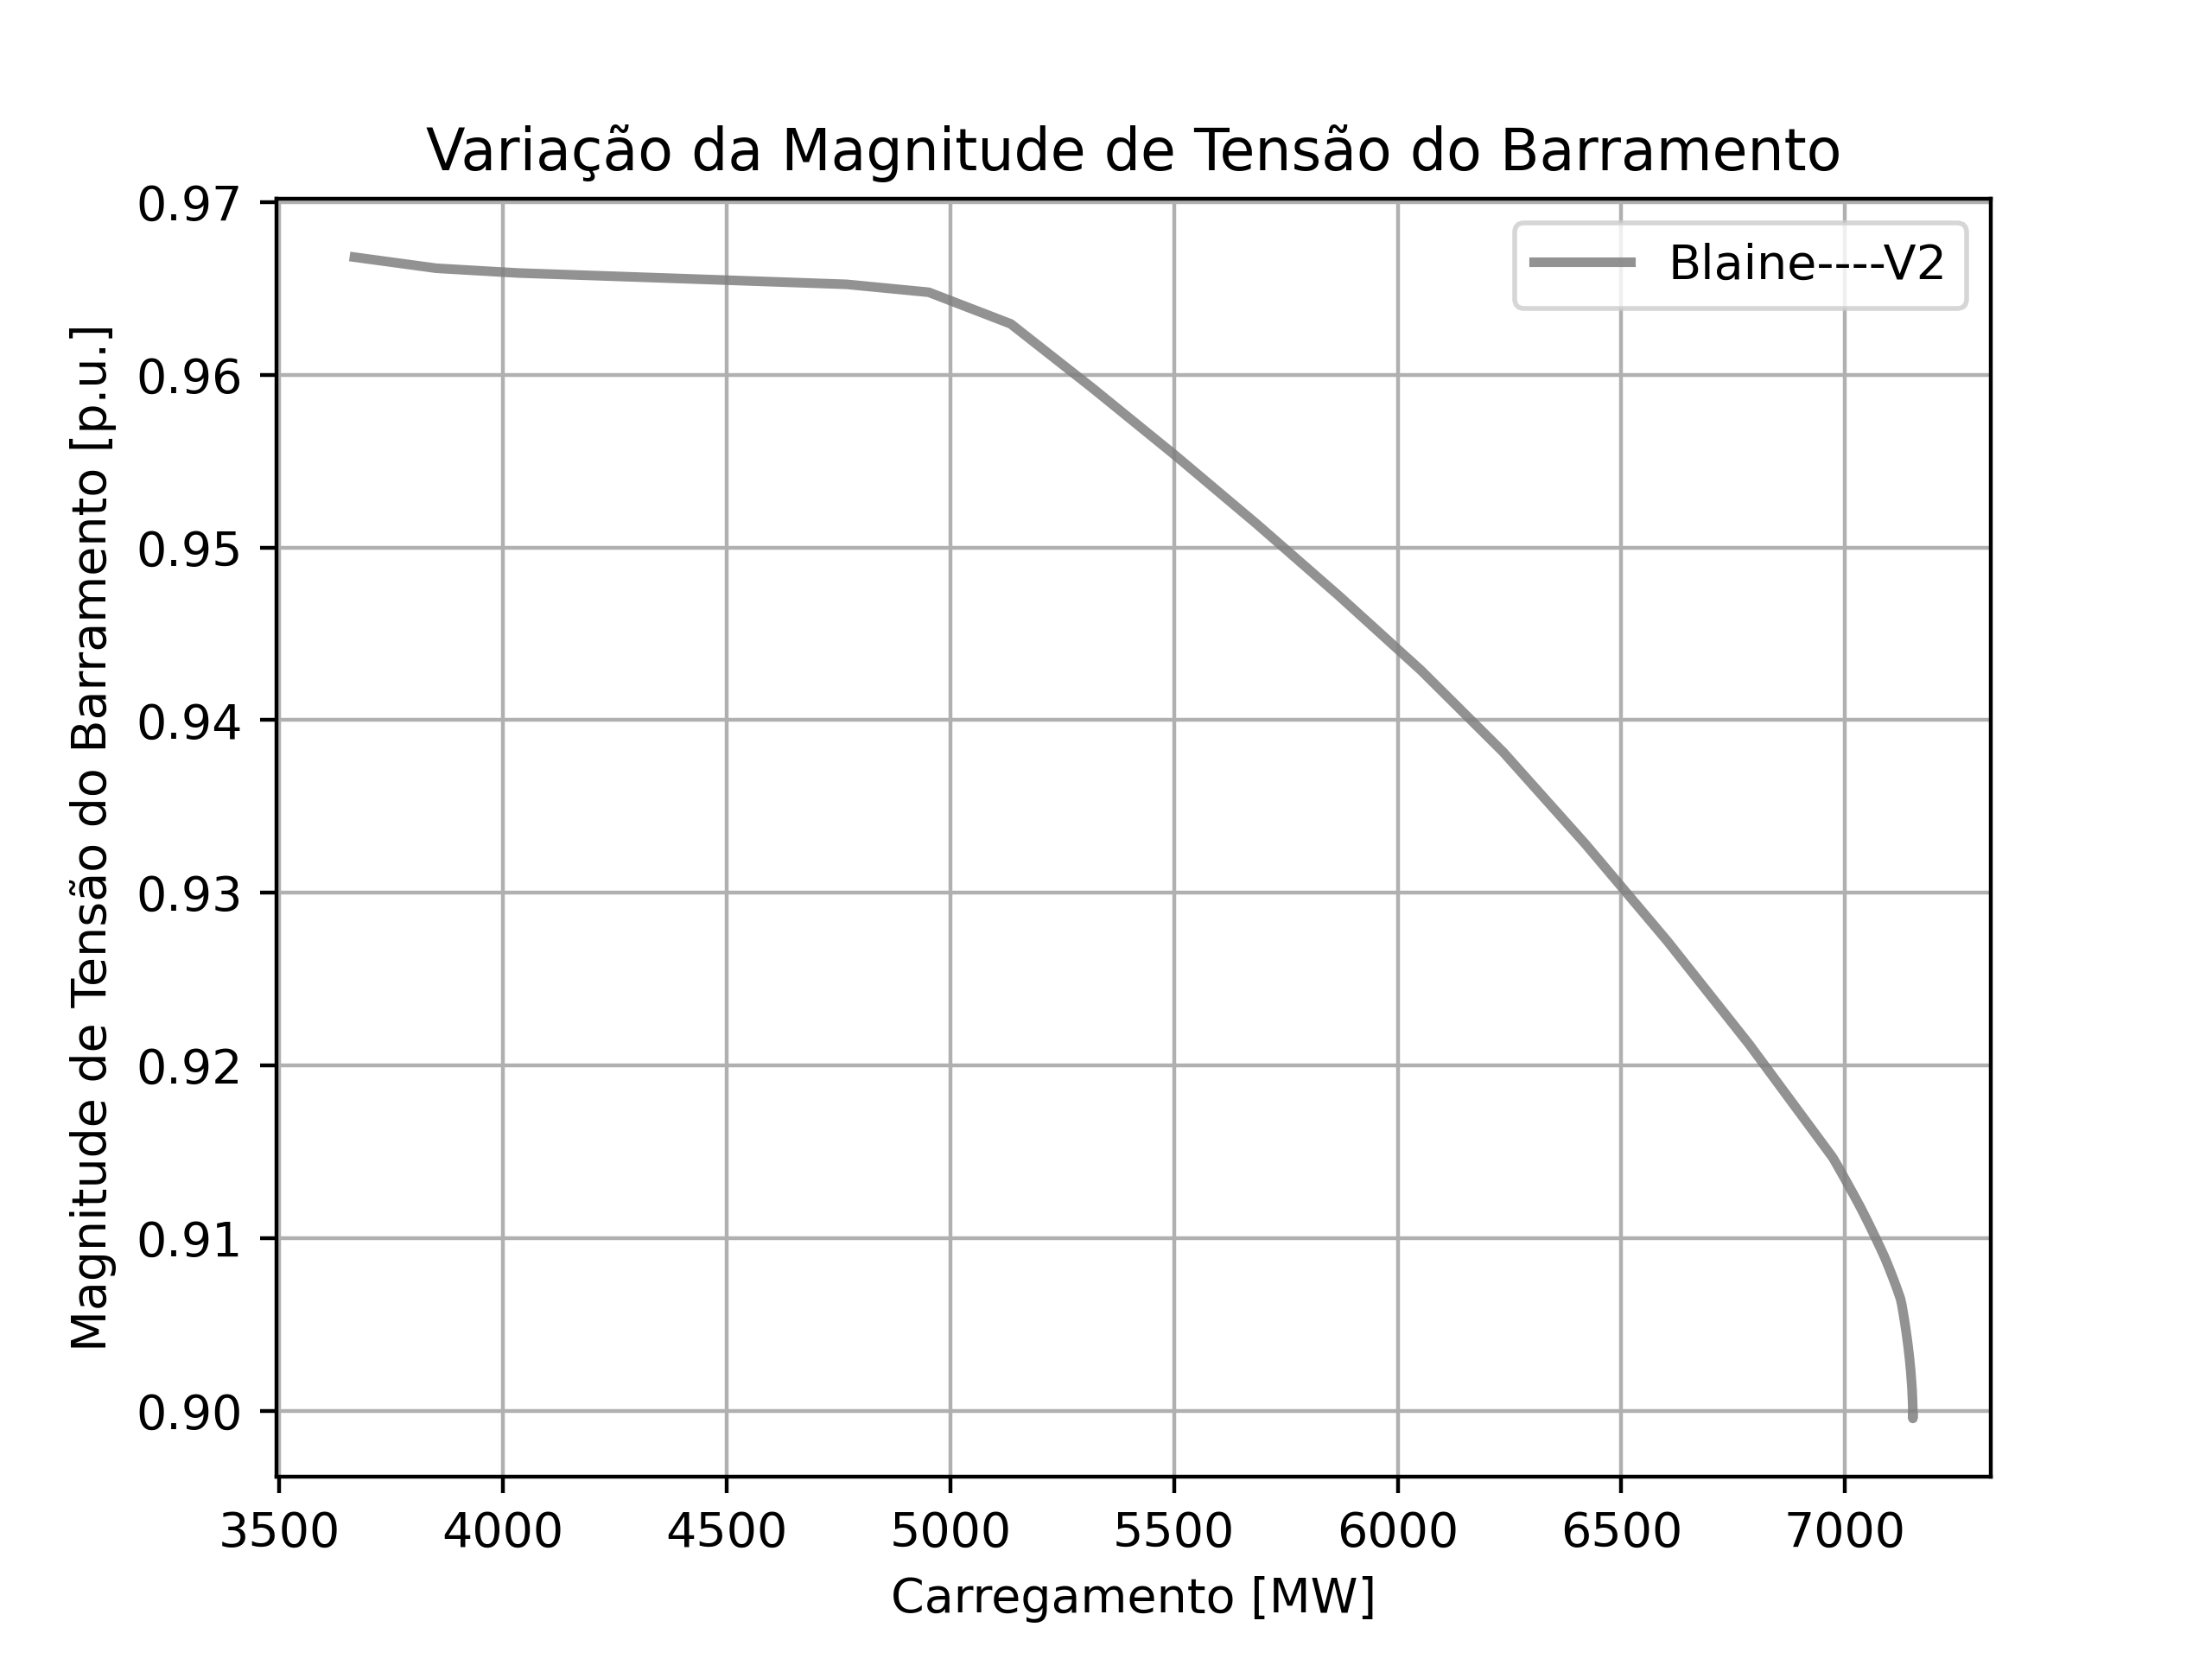 Variação da Magnitude de Tensão do Barramento
Magnitude de Tensão do Barramento [p.u.]
0.97
0.96
0.95
0.94
0.93
0.92
0.91
0.90
Blaine----V2
3500 4000 4500 5000 5500 6000 6500 7000
Carregamento [MW]